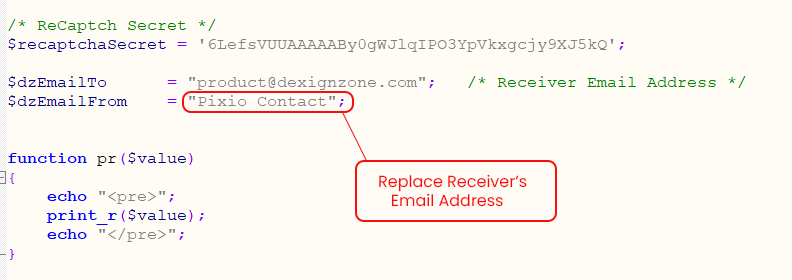 /* ReCaptch Secret */
$recaptchaSecret = '6LefsVUUAAAAABy0gWJlqIPO3YpVkxgcjy9XJ5kQ';
$dzEmailTo      = "product@dexignzone.com";   /* Receiver Email Address */
$dzEmailFrom    = "Pixio Contact";
function pr($value)
{
    echo "<pre>";
    print_r($value);
    echo "</pre>";
}
Replace Receiver's
Email Address